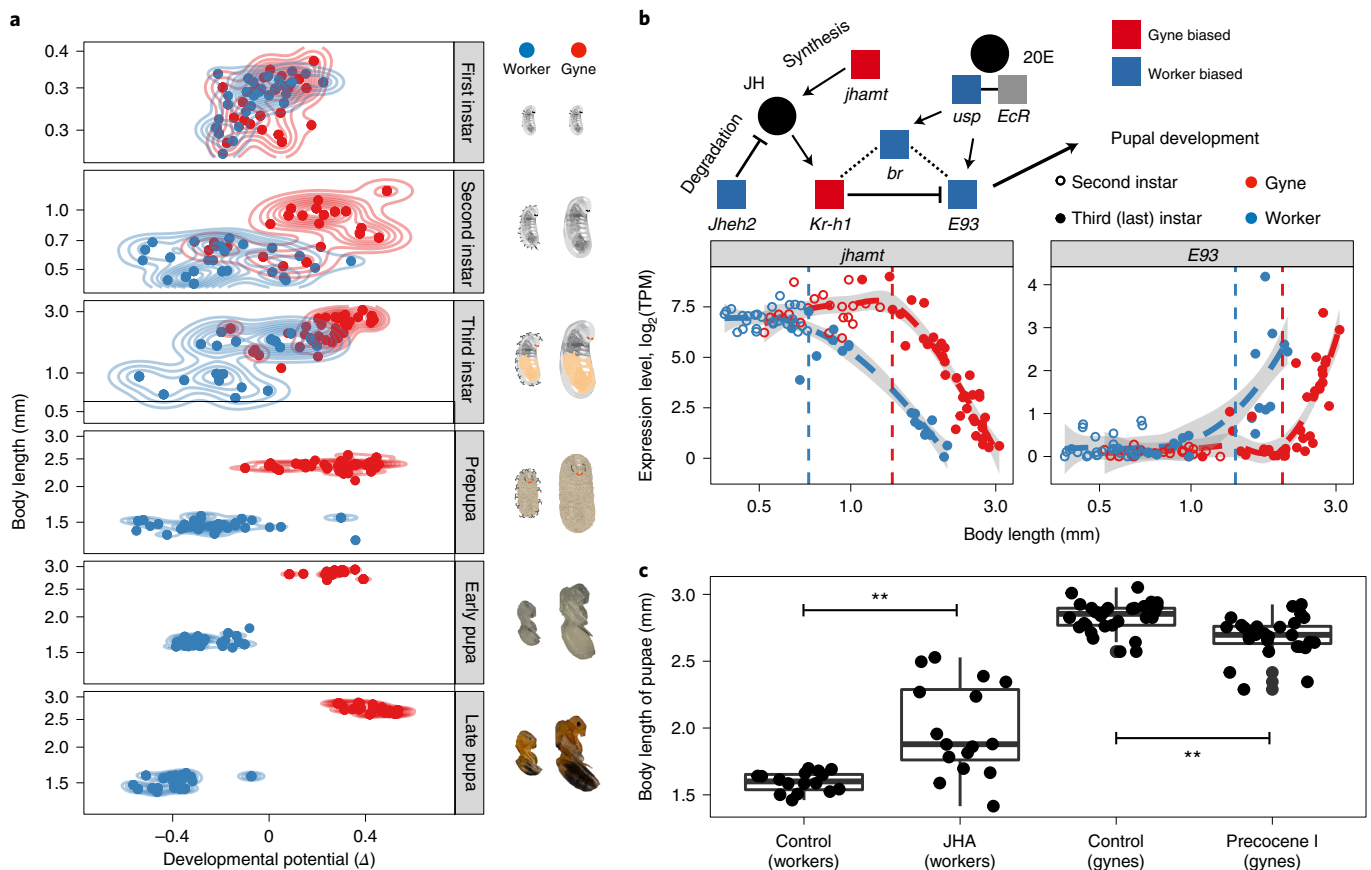 a
Body length (mm)
0.4
0.3
0.3
First instar
1.0
0.7
0.5
Second instar
3.0
1.0
0.5
Third instar
3.0
2.0
1.5
Prepupa
3.0
2.0
1.5
Early pupa
3.0
2.5
2.0
1.5
Late pupa
–0.4
0
0.4
Developmental potential (Δ)
Worker
Gyne
b
Synthesis
JH
jhamt
Degradation
Jheh2
Kr-h1
br
20E
usp
EcR
E93
Gyne biased
Worker biased
Pupal development
Second instar
Gyne
Third (last) instar
Worker
jhamt
E93
Expression level, log2(TPM)
7.5
5.0
2.5
0
0.5
1.0
3.0
4
3
2
1
0
0.5
1.0
3.0
Body length (mm)
c
Body length of pupae (mm)
3.0
2.5
2.0
1.5
**
**
Control
(workers)
JHA
(workers)
Control
(gynes)
Precocene I
(gynes)